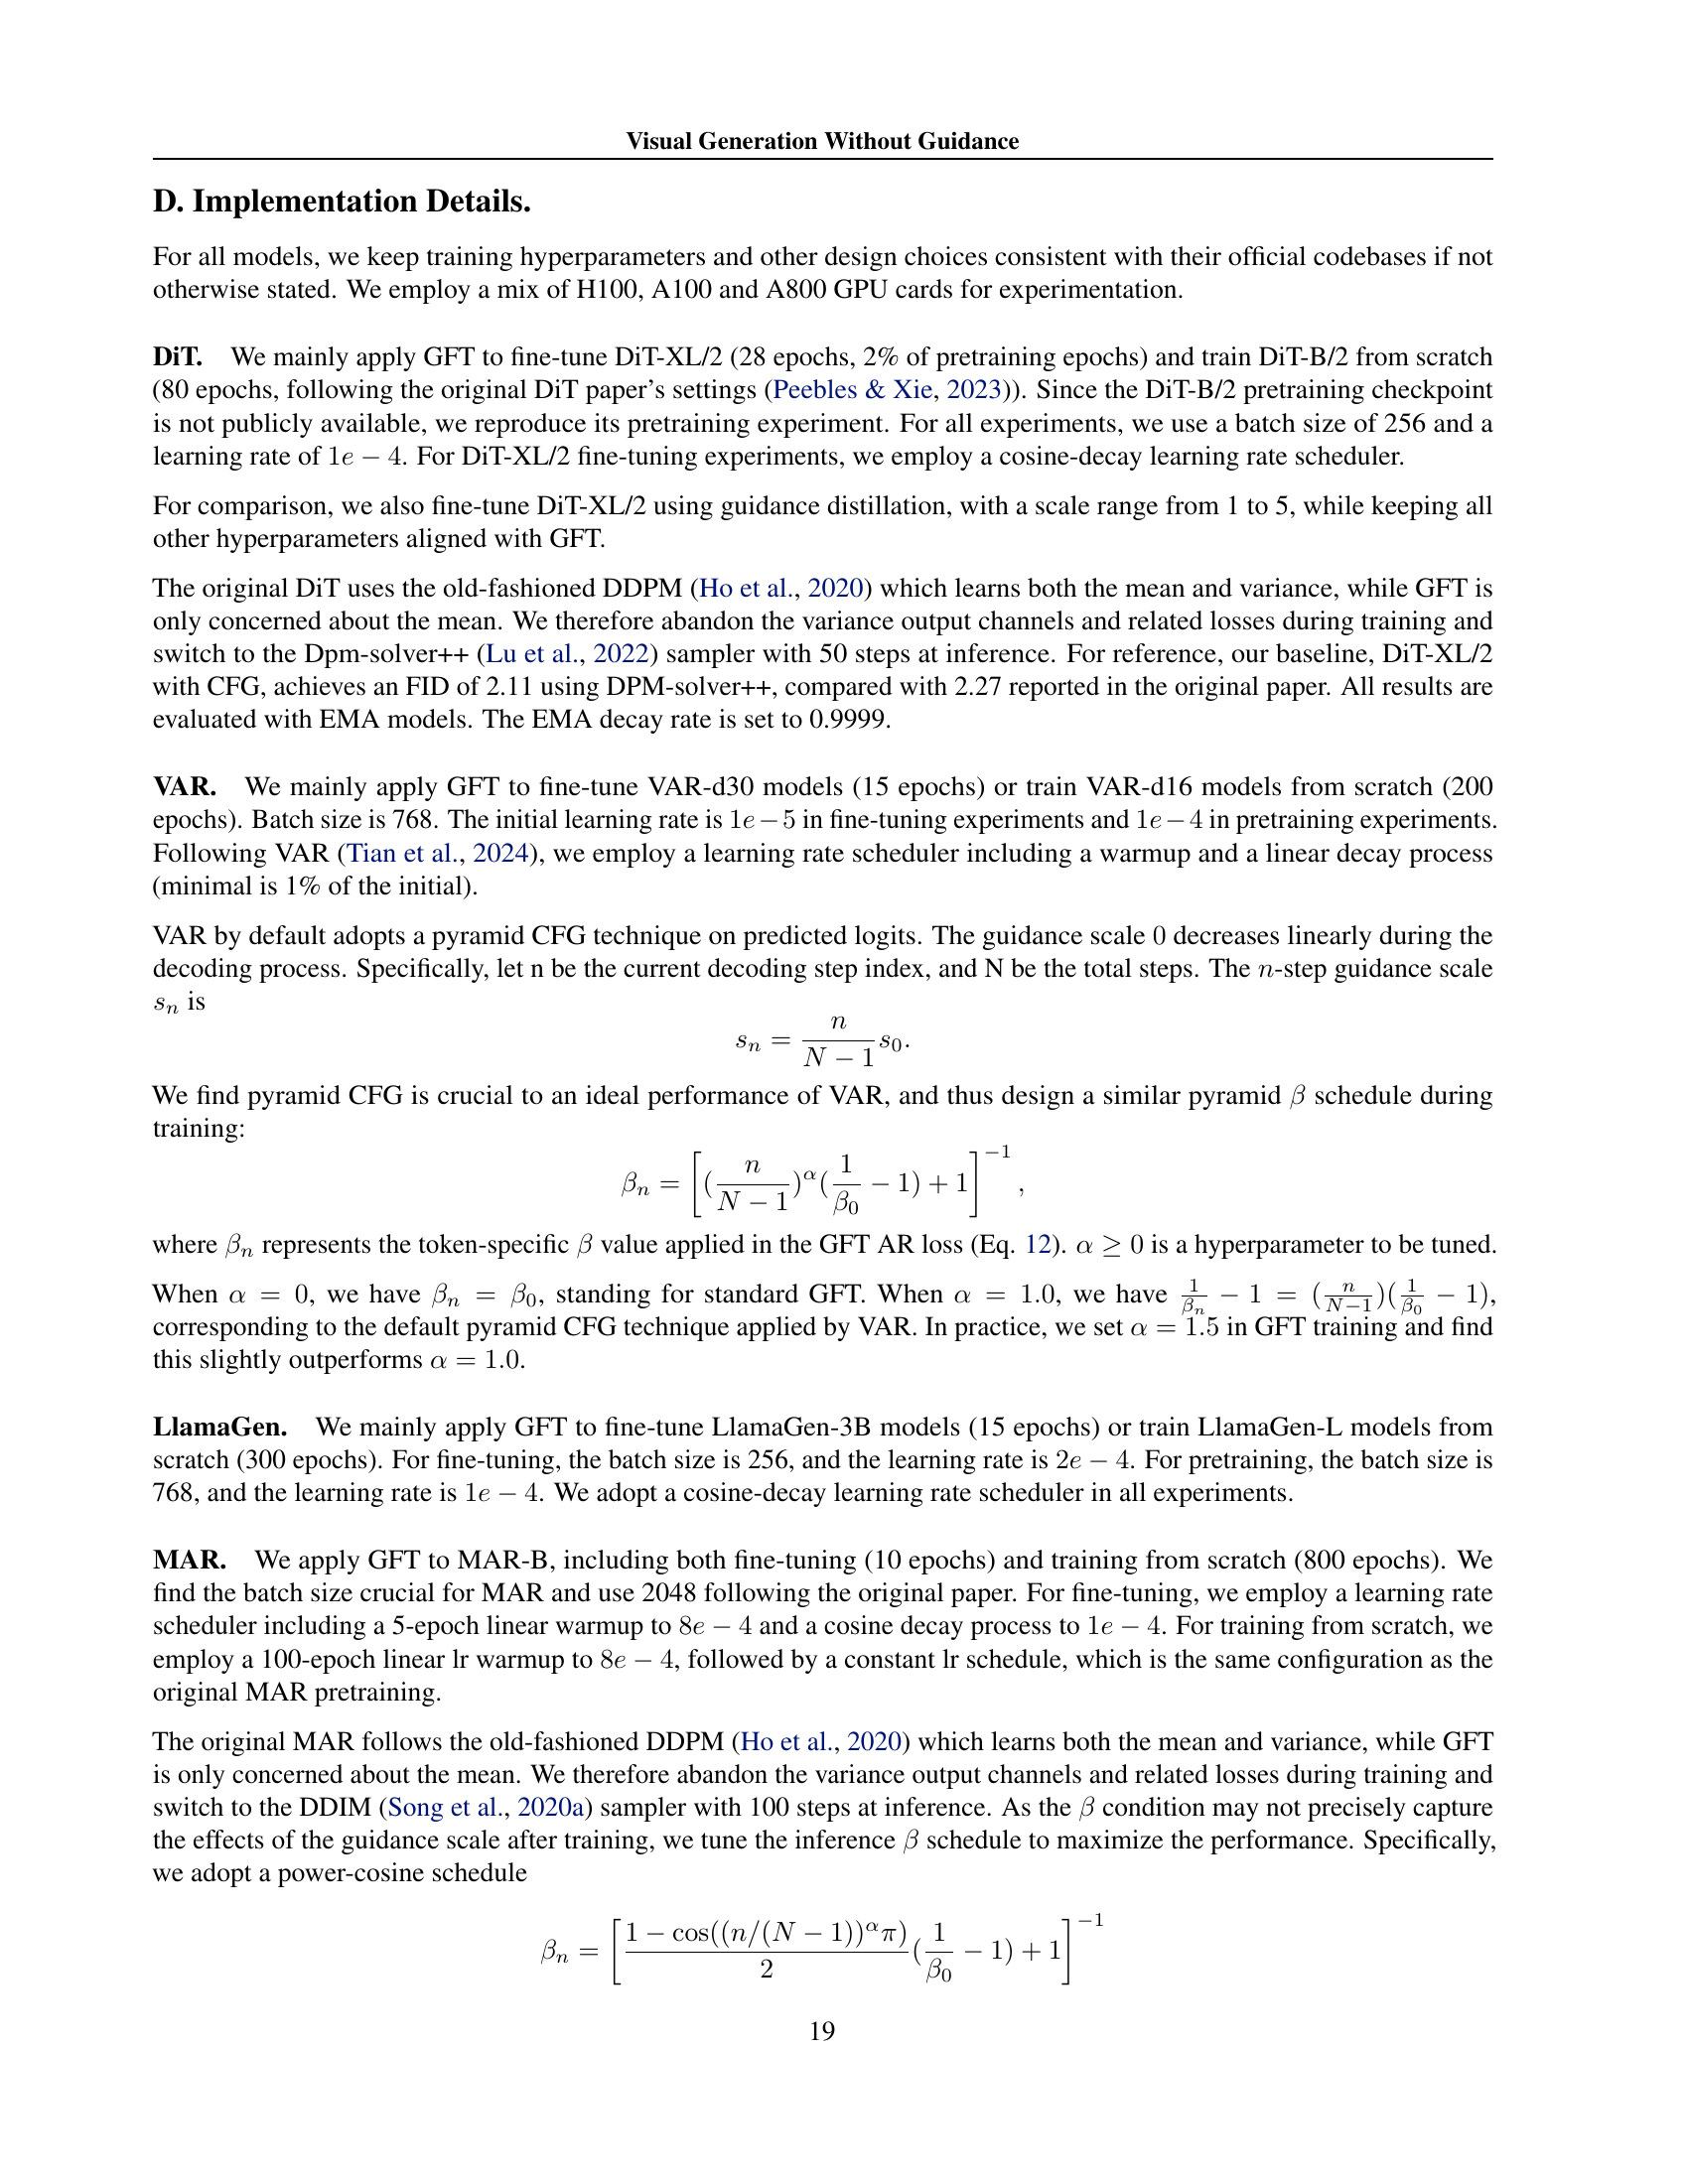 Visual Generation Without Guidance
D. Implementation Details.
For all models, we keep training hyperparameters and other design choices consistent with their official codebases if not
otherwise stated. We employ a mix of H100, A100 and A800 GPU cards for experimentation.
DiT. We mainly apply GFT to fine-tune DiT-XL/2 (28 epochs, 2% of pretraining epochs) and train DiT-B/2 from scratch
(80 epochs, following the original DiT paper's settings (Peebles & Xie, 2023)). Since the DiT-B/2 pretraining checkpoint
is not publicly available, we reproduce its pretraining experiment. For all experiments, we use a batch size of 256 and a
learning rate of 1e − 4. For DiT-XL/2 fine-tuning experiments, we employ a cosine-decay learning rate scheduler.
For comparison, we also fine-tune DiT-XL/2 using guidance distillation, with a scale range from 1 to 5, while keeping all
other hyperparameters aligned with GFT.
The original DiT uses the old-fashioned DDPM (Ho et al., 2020) which learns both the mean and variance, while GFT is
only concerned about the mean. We therefore abandon the variance output channels and related losses during training and
switch to the Dpm-solver++ (Lu et al., 2022) sampler with 50 steps at inference. For reference, our baseline, DiT-XL/2
with CFG, achieves an FID of 2.11 using DPM-solver++, compared with 2.27 reported in the original paper. All results are
evaluated with EMA models. The EMA decay rate is set to 0.9999.
VAR. We mainly apply GFT to fine-tune VAR-d30 models (15 epochs) or train VAR-d16 models from scratch (200
epochs). Batch size is 768. The initial learning rate is 1e − 5 in fine-tuning experiments and 1e − 4 in pretraining experiments.
Following VAR (Tian et al., 2024), we employ a learning rate scheduler including a warmup and a linear decay process
(minimal is 1% of the initial).
VAR by default adopts a pyramid CFG technique on predicted logits. The guidance scale 0 decreases linearly during the
decoding process. Specifically, let n be the current decoding step index, and N be the total steps. The n-step guidance scale
s_n is
s_n = \frac{n}{N − 1} s_0.
We find pyramid CFG is crucial to an ideal performance of VAR, and thus design a similar pyramid β schedule during
training:
β_n = [(\frac{n}{N − 1})^α (\frac{1}{β_0} − 1) + 1]^{−1},
where β_n represents the token-specific β value applied in the GFT AR loss (Eq. 12). α ≥ 0 is a hyperparameter to be tuned.
When α = 0, we have β_n = β_0, standing for standard GFT. When α = 1.0, we have \frac{1}{β_n} − 1 = (\frac{n}{N−1})(\frac{1}{β_0} − 1),
corresponding to the default pyramid CFG technique applied by VAR. In practice, we set α = 1.5 in GFT training and find
this slightly outperforms α = 1.0.
LlamaGen. We mainly apply GFT to fine-tune LlamaGen-3B models (15 epochs) or train LlamaGen-L models from
scratch (300 epochs). For fine-tuning, the batch size is 256, and the learning rate is 2e − 4. For pretraining, the batch size is
768, and the learning rate is 1e − 4. We adopt a cosine-decay learning rate scheduler in all experiments.
MAR. We apply GFT to MAR-B, including both fine-tuning (10 epochs) and training from scratch (800 epochs). We
find the batch size crucial for MAR and use 2048 following the original paper. For fine-tuning, we employ a learning rate
scheduler including a 5-epoch linear warmup to 8e − 4 and a cosine decay process to 1e − 4. For training from scratch, we
employ a 100-epoch linear lr warmup to 8e − 4, followed by a constant lr schedule, which is the same configuration as the
original MAR pretraining.
The original MAR follows the old-fashioned DDPM (Ho et al., 2020) which learns both the mean and variance, while GFT
is only concerned about the mean. We therefore abandon the variance output channels and related losses during training and
switch to the DDIM (Song et al., 2020a) sampler with 100 steps at inference. As the β condition may not precisely capture
the effects of the guidance scale after training, we tune the inference β schedule to maximize the performance. Specifically,
we adopt a power-cosine schedule
β_n = [\frac{1 − cos((n/(N − 1))^α π)}{2} (\frac{1}{β_0} − 1) + 1]^{−1}
19